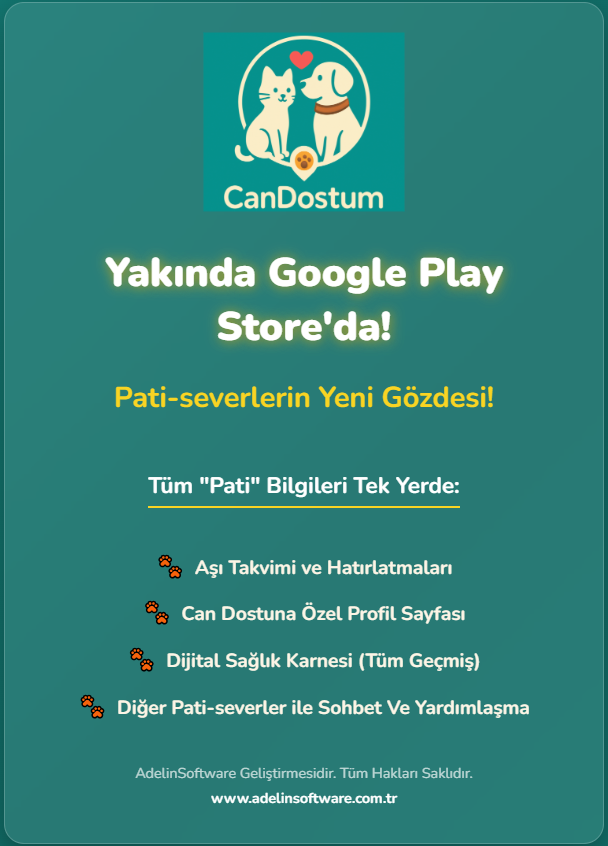 CanDostum
Yakında Google Play
Store'da!
Pati-severlerin Yeni Gözdesi!
Tüm "Pati" Bilgileri Tek Yerde:
Aşı Takvimi ve Hatırlatmaları
Can Dostuna Özel Profil Sayfası
Dijital Sağlık Karnesi (Tüm Geçmiş)
Diğer Pati-severler ile Sohbet Ve Yardımlaşma
AdelinSoftware Geliştirmesidir. Tüm Hakları Saklıdır.
www.adelinsoftware.com.tr